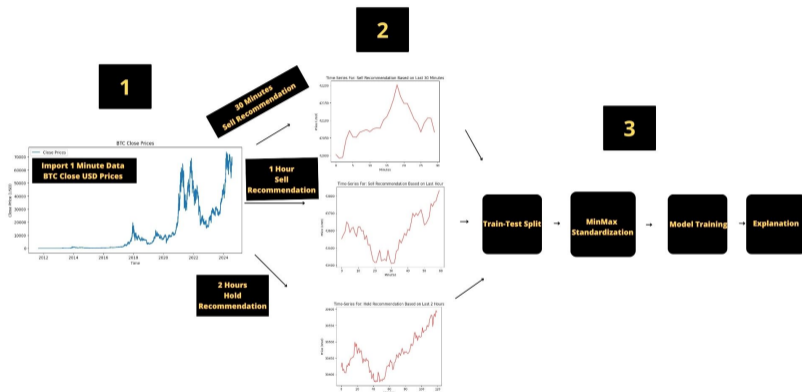 1
BTC Close Prices
Close Prices
Import 1 Minute Data
BTC Close USD Prices
Close Price (USD)
70000
60000
50000
40000
30000
20000
10000
0
2012
2014
2016
2018
2020
2022
2024
Time
30 Minutes
Sell Recommendation
1 Hour
Sell
Recommendation
2 Hours
Hold
Recommendation
2
Time-Series For: Sell Recommendation Based on Last 30 Minutes
Minutes
Time-Series For: Sell Recommendation Based on Last Hour
Minutes
Time-Series For: Hold Recommendation Based on Last 2 Hours
3
Train-Test Split
MinMax
Standardization
Model Training
Explanation